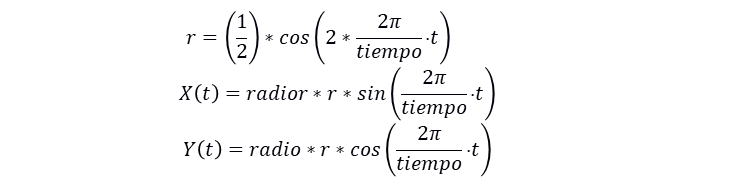 r = (1/2) * cos(2 * 2π/tiempo · t)
X(t) = radior * r * sin(2π/tiempo · t)
Y(t) = radio * r * cos(2π/tiempo · t)